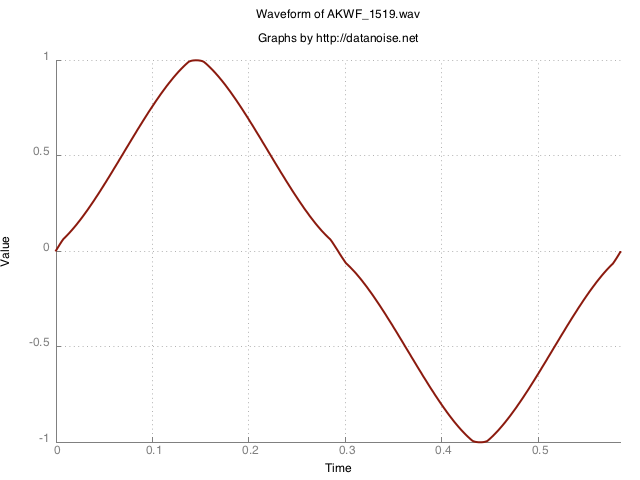 Waveform of AKWF_1519.wav
Graphs by http://datanoise.net
1
0.5
0
-0.5
-1
Value
0 0.1 0.2 0.3 0.4 0.5
Time